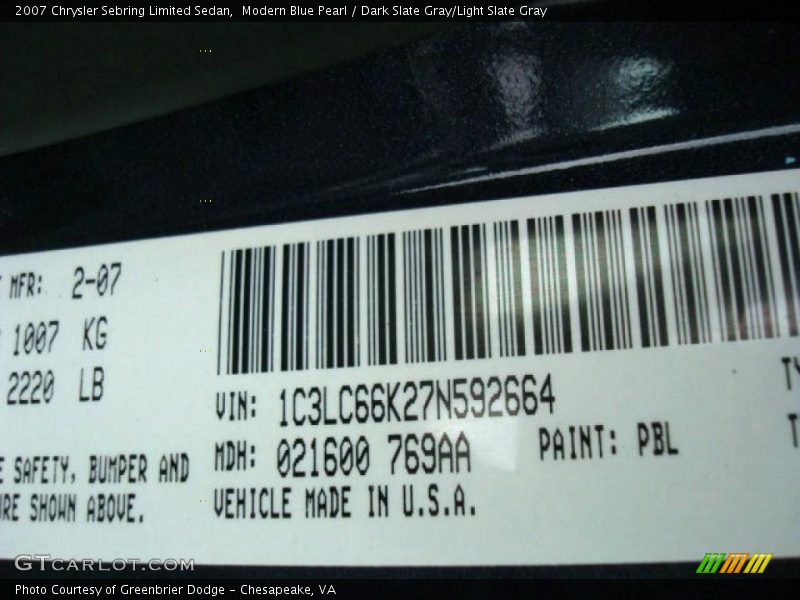 2007 Chrysler Sebring Limited Sedan, Modern Blue Pearl / Dark Slate Gray/Light Slate Gray
MFR: 2-07
1007 KG
2220 LB
VIN: 1C3LC66K27N592664
MDH: 021600 769AA
PAINT: PBL
SAFETY, BUMPER AND
SHOWN ABOVE.
VEHICLE MADE IN U.S.A.
GTCARLOT.COM
Photo Courtesy of Greenbrier Dodge - Chesapeake, VA